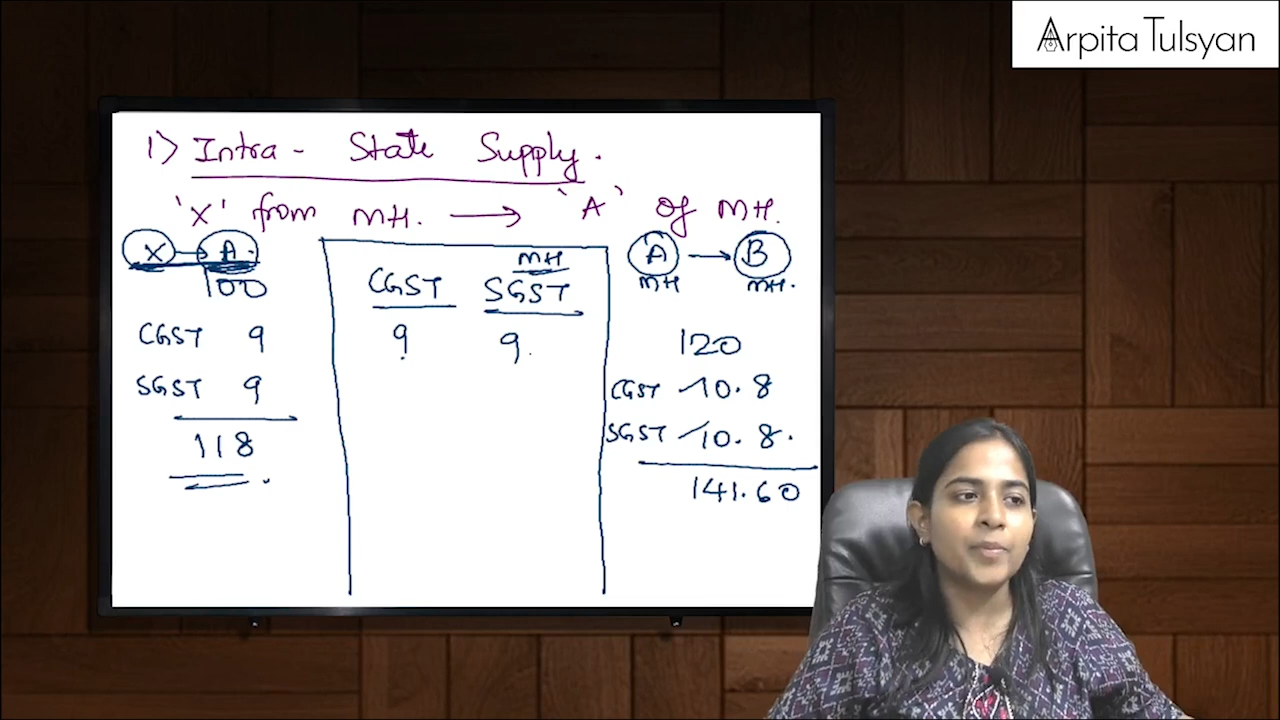 Arpita Tulsyan
1) Intra- State Supply.
'X' from MH. → 'A' of MH.
X → A
100
CGST 9
SGST 9
118
MH
CGST SGST
9 9
A → B
MH MH.
120
CGST 10.8
SGST 10.8.
141.60